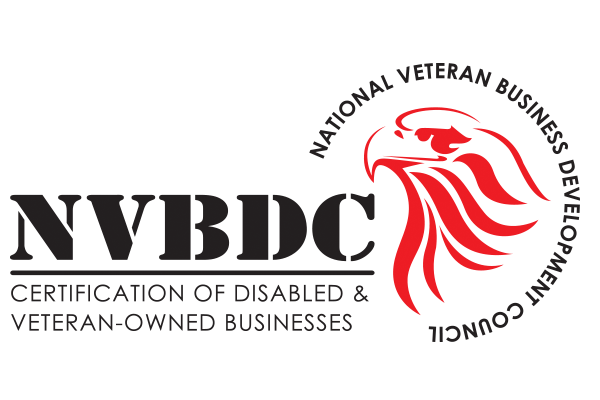 NATIONAL VETERAN BUSINESS DEVELOPMENT COUNCIL
NVBDC
CERTIFICATION OF DISABLED &
VETERAN-OWNED BUSINESSES